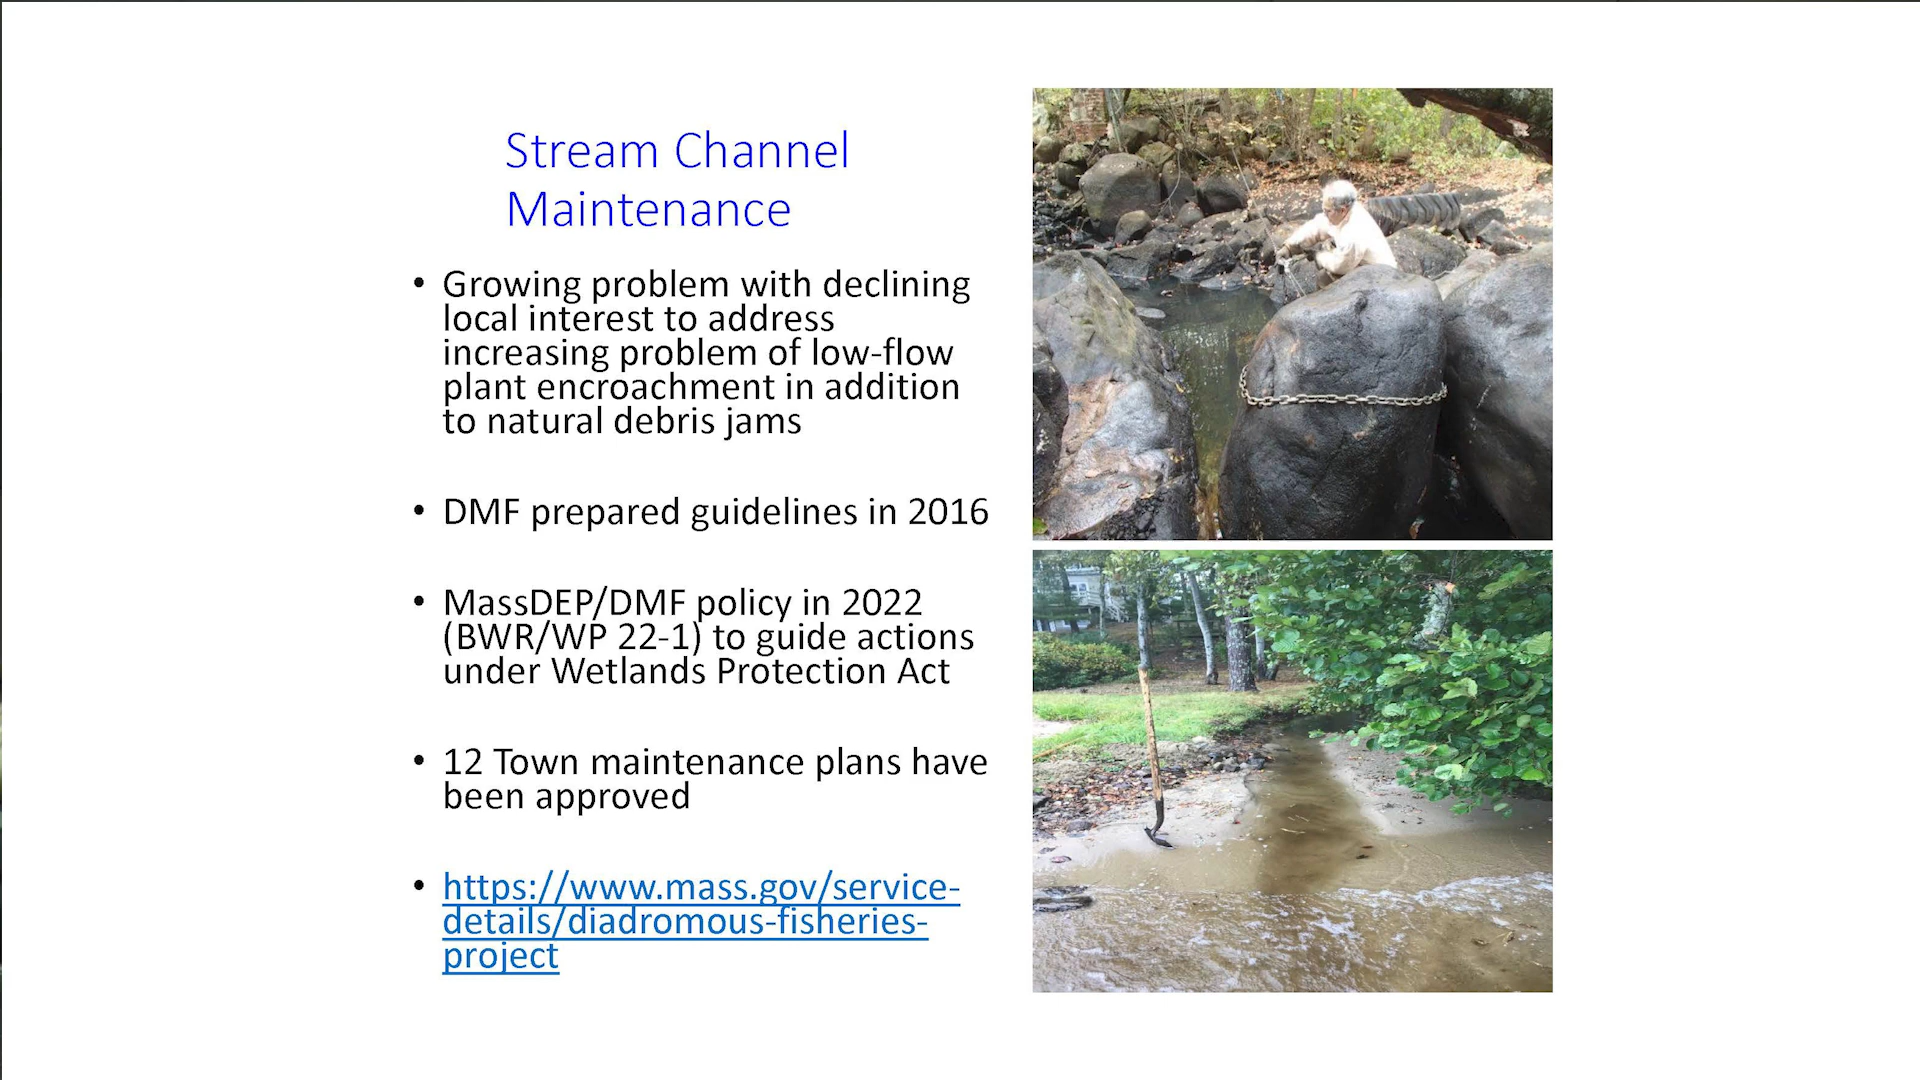 Stream Channel
Maintenance
• Growing problem with declining
local interest to address
increasing problem of low-flow
plant encroachment in addition
to natural debris jams
• DMF prepared guidelines in 2016
• MassDEP/DMF policy in 2022
(BWR/WP 22-1) to guide actions
under Wetlands Protection Act
• 12 Town maintenance plans have
been approved
• https://www.mass.gov/service-
details/diadromous-fisheries-
project